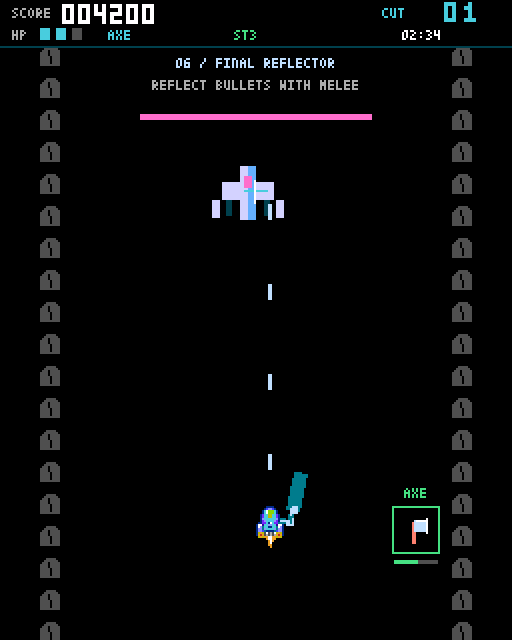 SCORE 004200 CUT 01
HP AXE ST3 02:34
06 / FINAL REFLECTOR
REFLECT BULLETS WITH MELEE
AXE